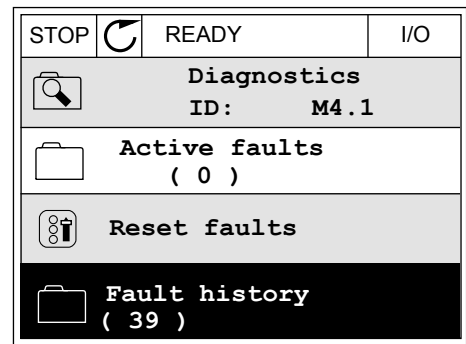 STOP READY I/O
Diagnostics
ID: M4.1
Active faults
( 0 )
Reset faults
Fault history
( 39 )